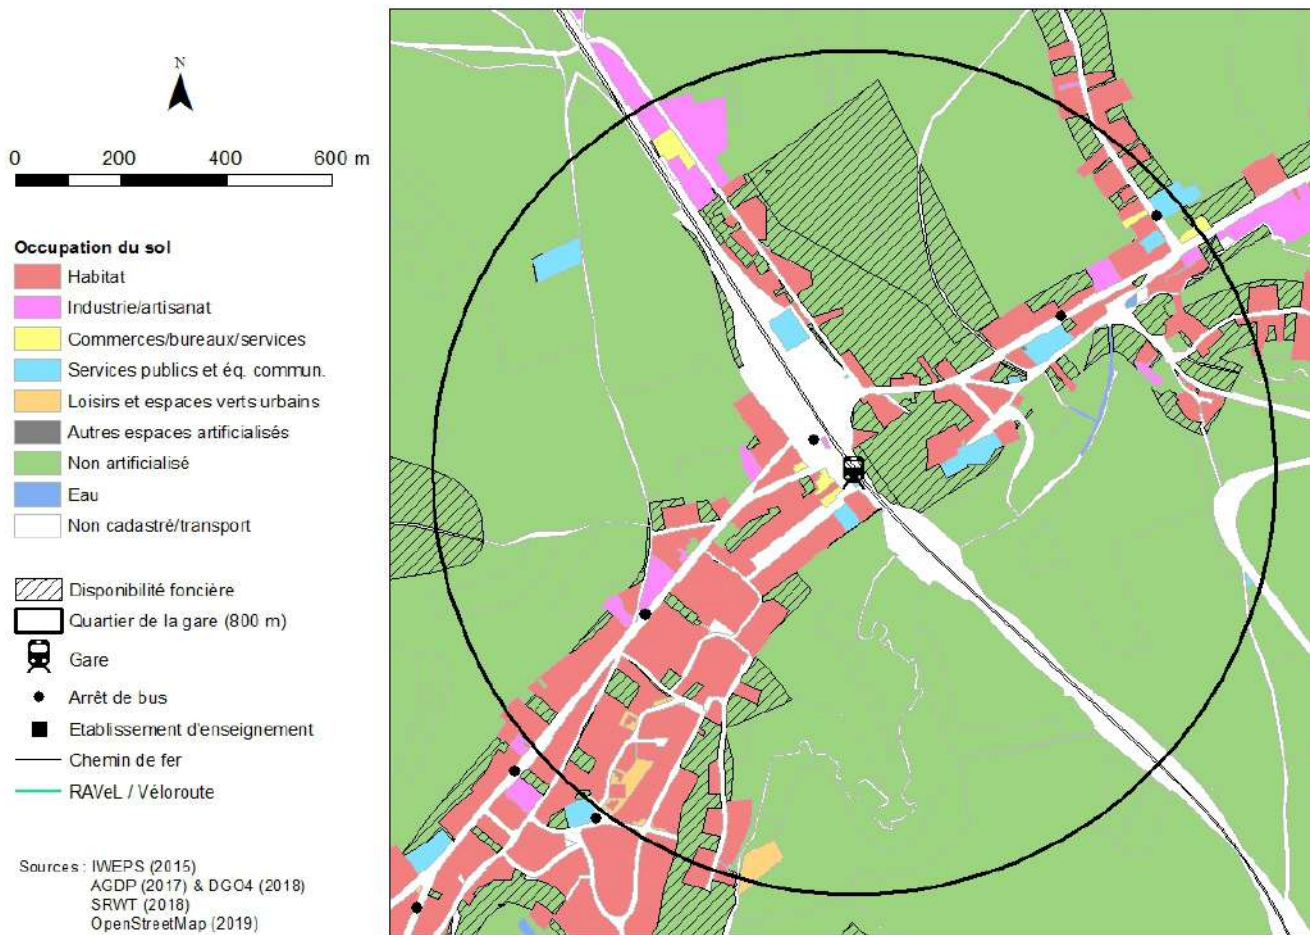 N
0 200 400 600 m
Occupation du sol
Habitat
Industrie/artisanat
Commerces/bureaux/services
Services publics et éq. commun.
Loisirs et espaces verts urbains
Autres espaces artificialisés
Non artificialisé
Eau
Non cadastré/transport
Disponibilité foncière
Quartier de la gare (800 m)
Gare
Arrêt de bus
Etablissement d'enseignement
Chemin de fer
RAVeL / Véloroute
Sources : IWEPS (2015)
AGDP (2017) & DGO4 (2018)
SRWT (2018)
OpenStreetMap (2019)